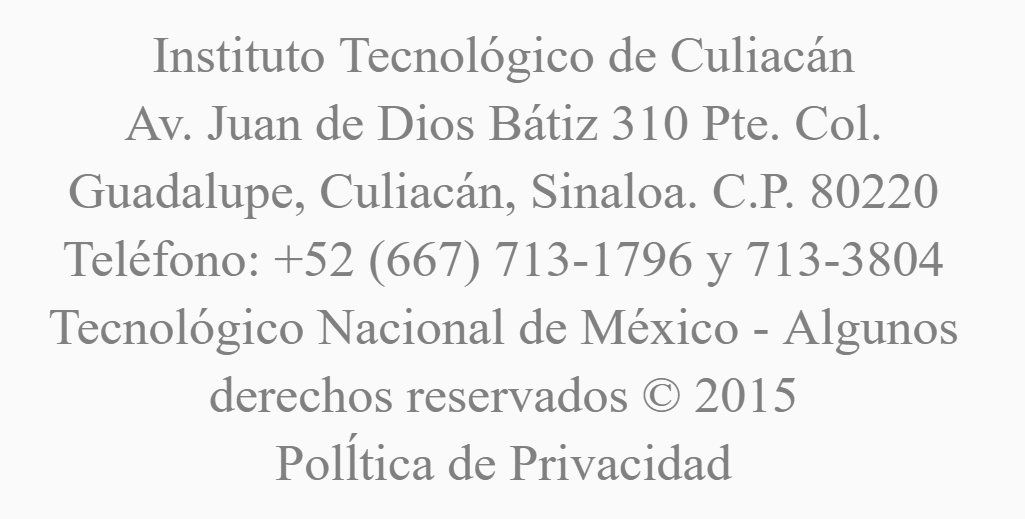 Instituto Tecnológico de Culiacán
Av. Juan de Dios Bátiz 310 Pte. Col.
Guadalupe, Culiacán, Sinaloa. C.P. 80220
Teléfono: +52 (667) 713-1796 y 713-3804
Tecnológico Nacional de México - Algunos
derechos reservados © 2015
PolÍtica de Privacidad